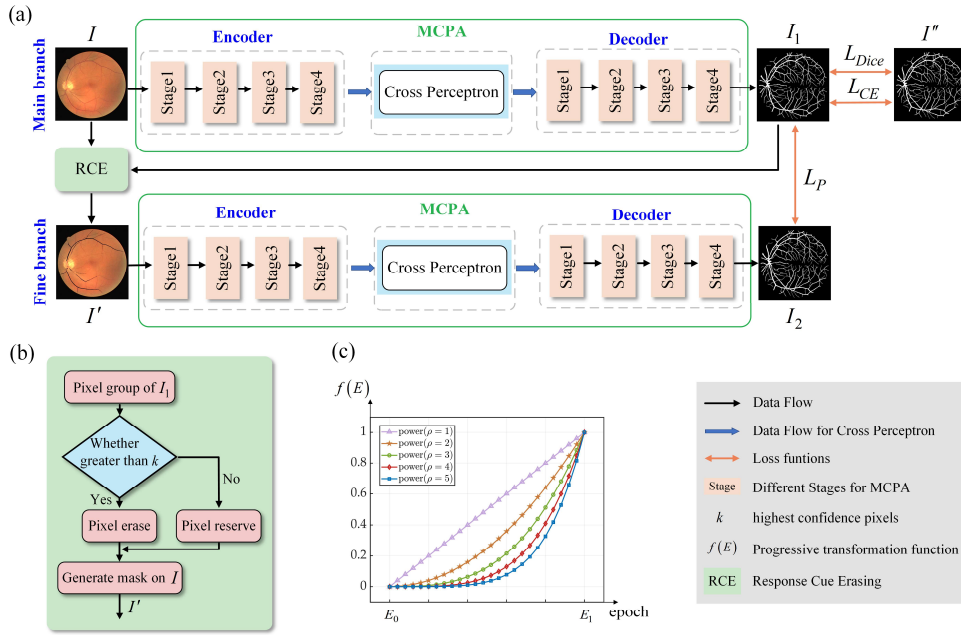 (a)
Main branch
I
MCPA
Encoder
Stage1
Stage2
Stage3
Stage4
Cross Perceptron
Decoder
Stage1
Stage2
Stage3
Stage4
I₁
L_Dice
L_CE
I″
RCE
L_P
Fine branch
I′
MCPA
Encoder
Stage1
Stage2
Stage3
Stage4
Cross Perceptron
Decoder
Stage1
Stage2
Stage3
Stage4
I₂
(b)
Pixel group of I₁
Whether
greater than k
Yes
No
Pixel erase
Pixel reserve
Generate mask on I
I′
(c)
f(E)
1
0.8
0.6
0.4
0.2
0
power(ρ = 1)
power(ρ = 2)
power(ρ = 3)
power(ρ = 4)
power(ρ = 5)
E₀
E₁
epoch
Data Flow
Data Flow for Cross Perceptron
Loss funtions
Stage Different Stages for MCPA
k highest confidence pixels
f(E) Progressive transformation function
RCE Response Cue Erasing